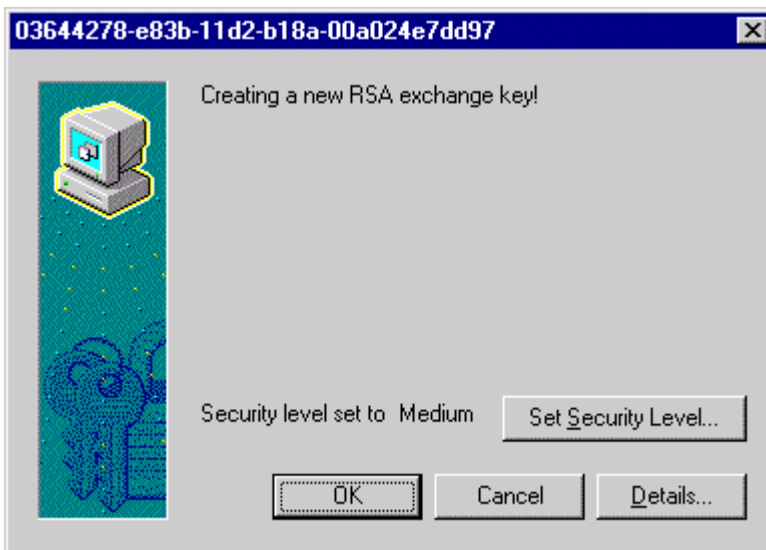 03644278-e83b-11d2-b18a-00a024e7dd97
Creating a new RSA exchange key!
Security level set to Medium
Set Security Level...
OK
Cancel
Details...